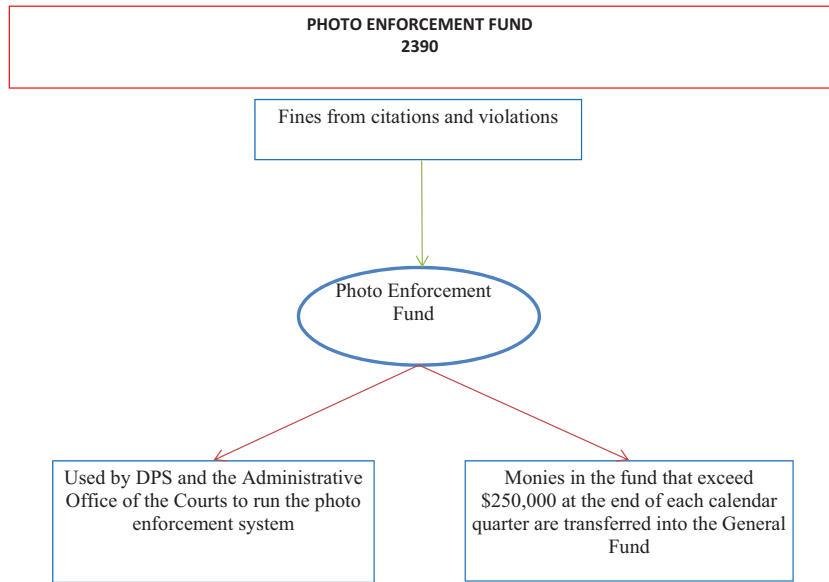 PHOTO ENFORCEMENT FUND
2390
Fines from citations and violations
Photo Enforcement
Fund
Used by DPS and the Administrative
Office of the Courts to run the photo
enforcement system
Monies in the fund that exceed
$250,000 at the end of each calendar
quarter are transferred into the General
Fund